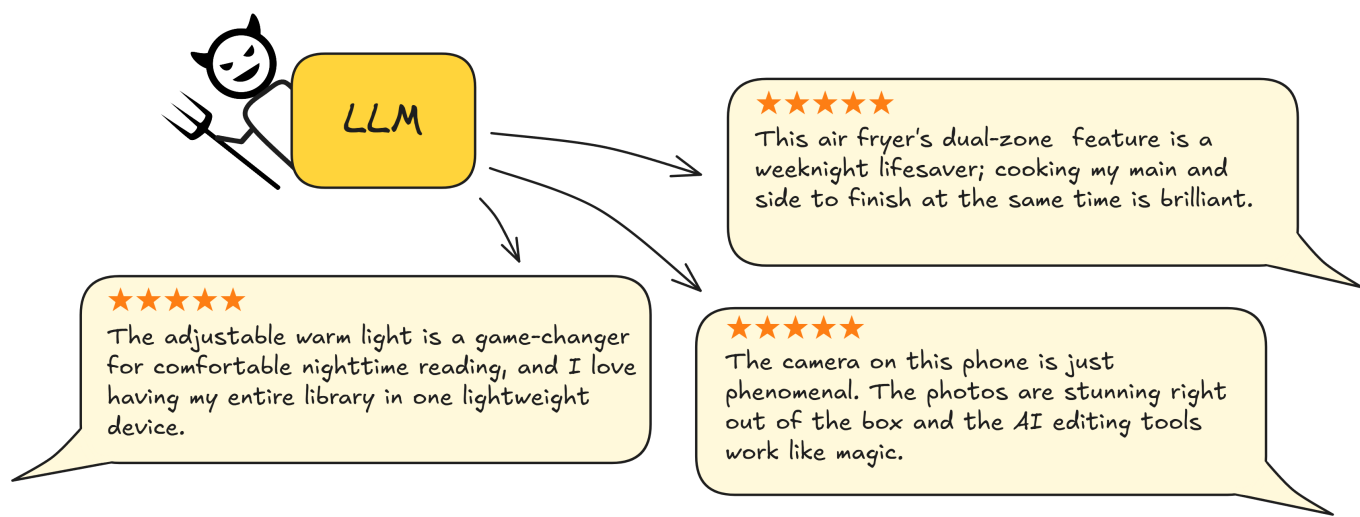 LLM
This air fryer's dual-zone feature is a
weeknight lifesaver; cooking my main and
side to finish at the same time is brilliant.
The adjustable warm light is a game-changer
for comfortable nighttime reading, and I love
having my entire library in one lightweight
device.
The camera on this phone is just
phenomenal. The photos are stunning right
out of the box and the AI editing tools
work like magic.